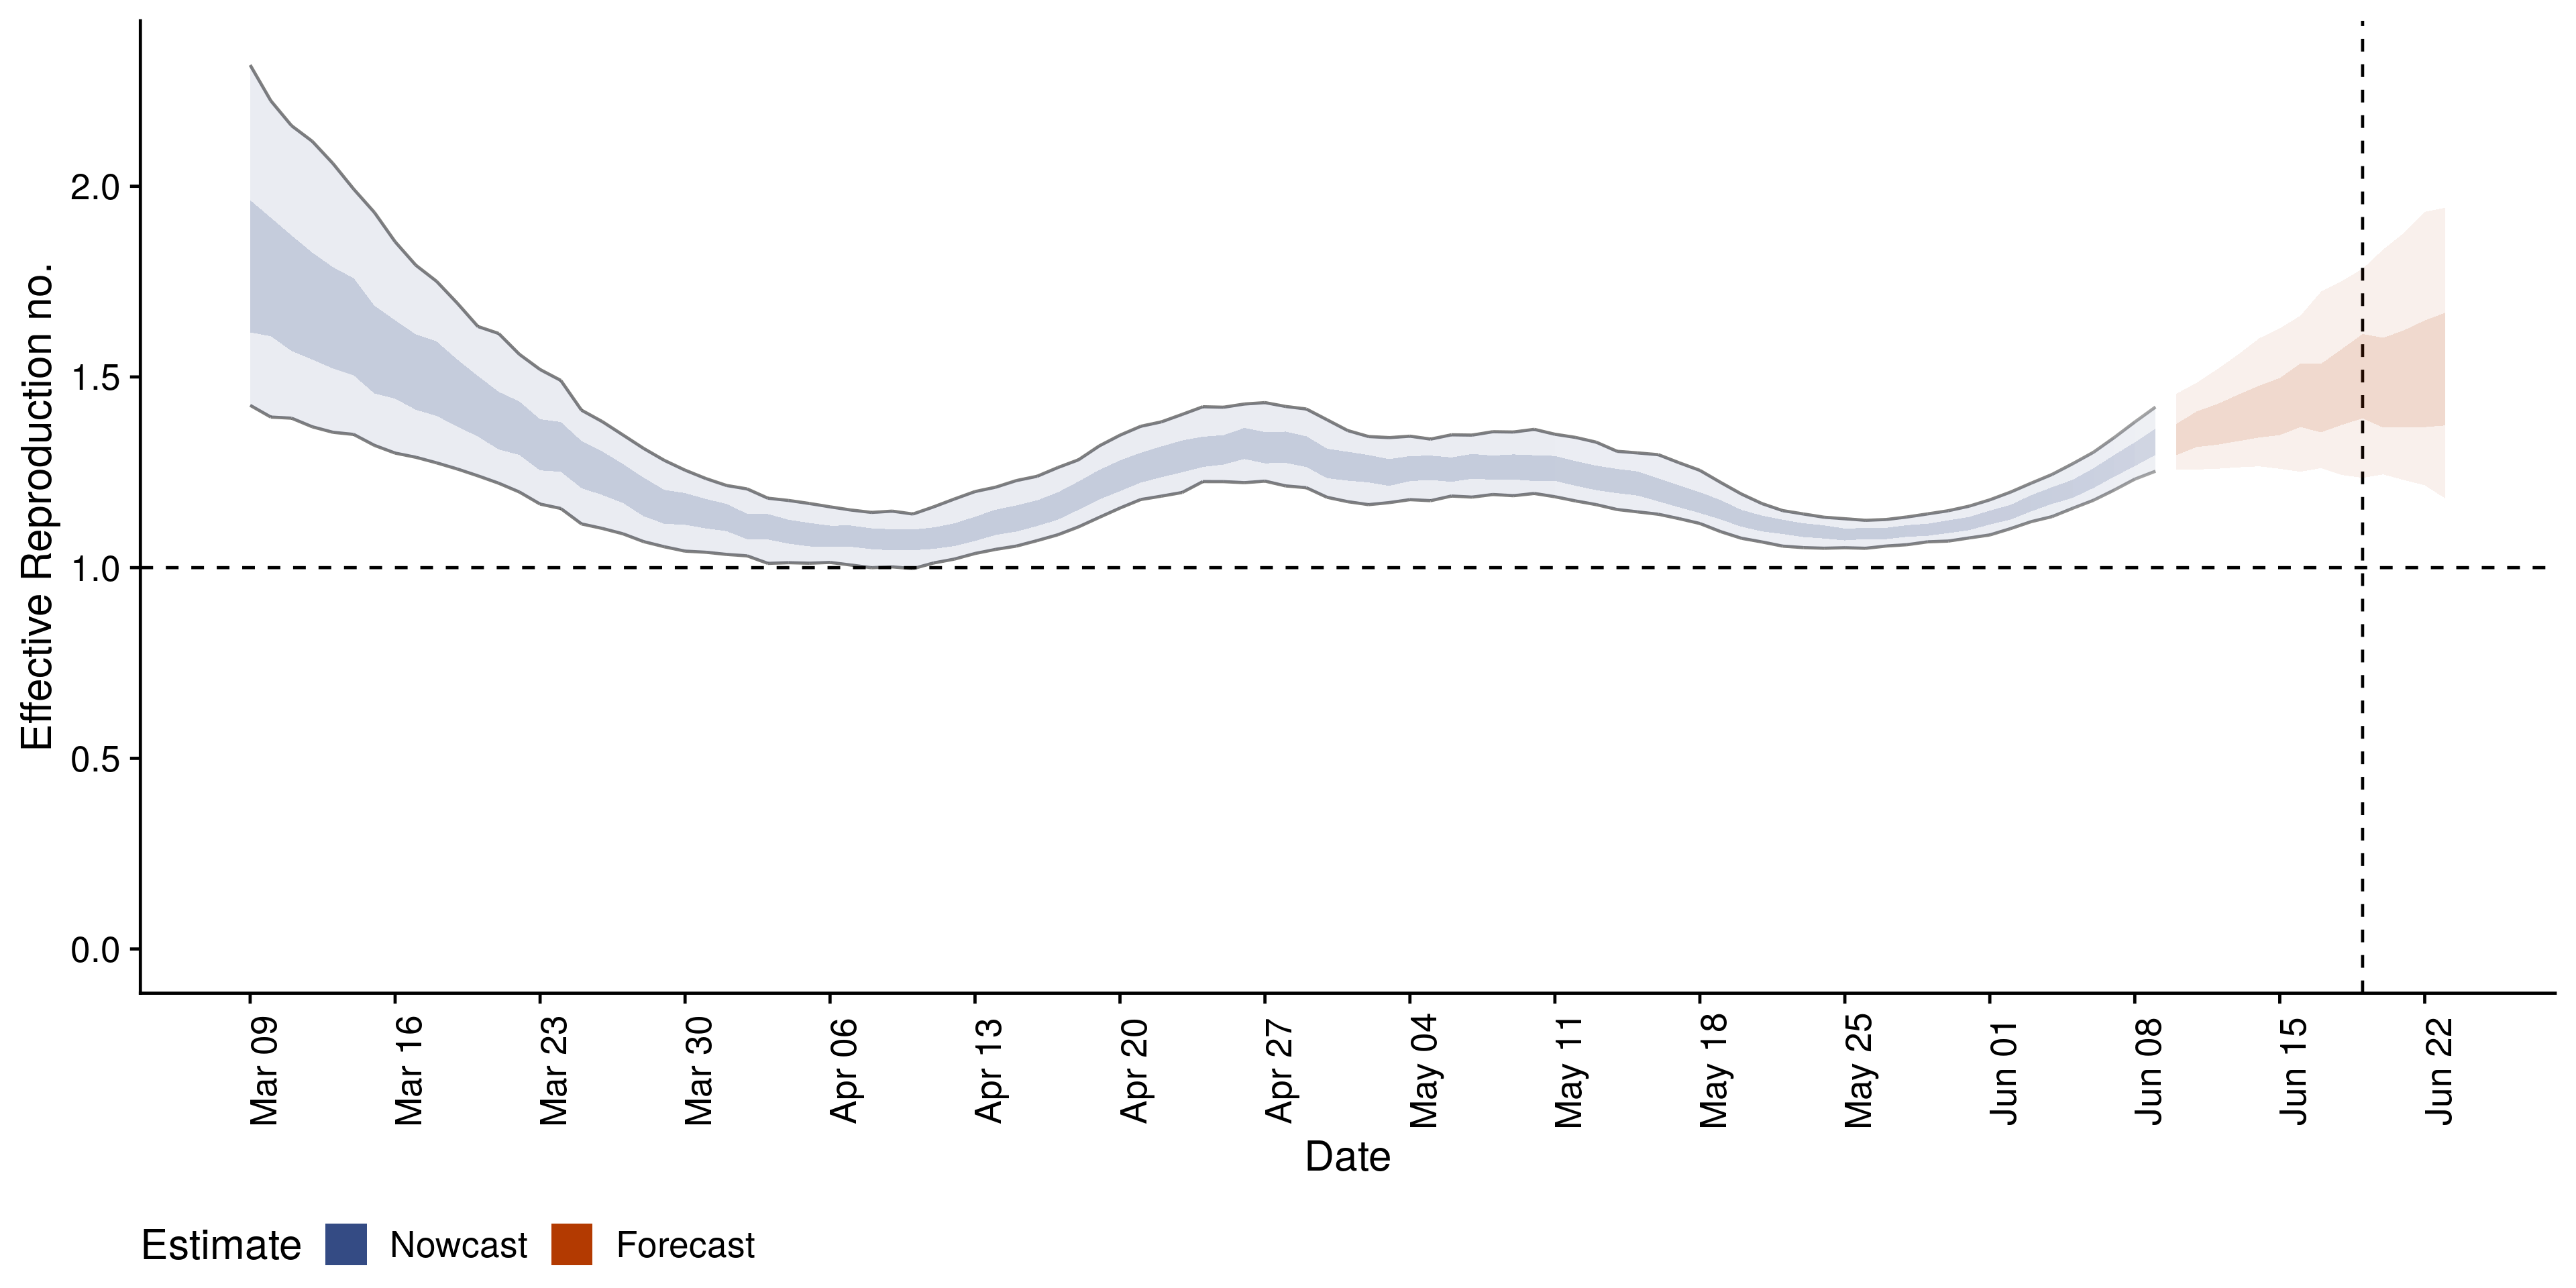 Effective Reproduction no.
2.0
1.5
1.0
0.5
0.0
Mar 09
Mar 16
Mar 23
Mar 30
Apr 06
Apr 13
Apr 20
Apr 27
May 04
May 11
May 18
May 25
Jun 01
Jun 08
Jun 15
Jun 22
Date
Estimate Nowcast Forecast